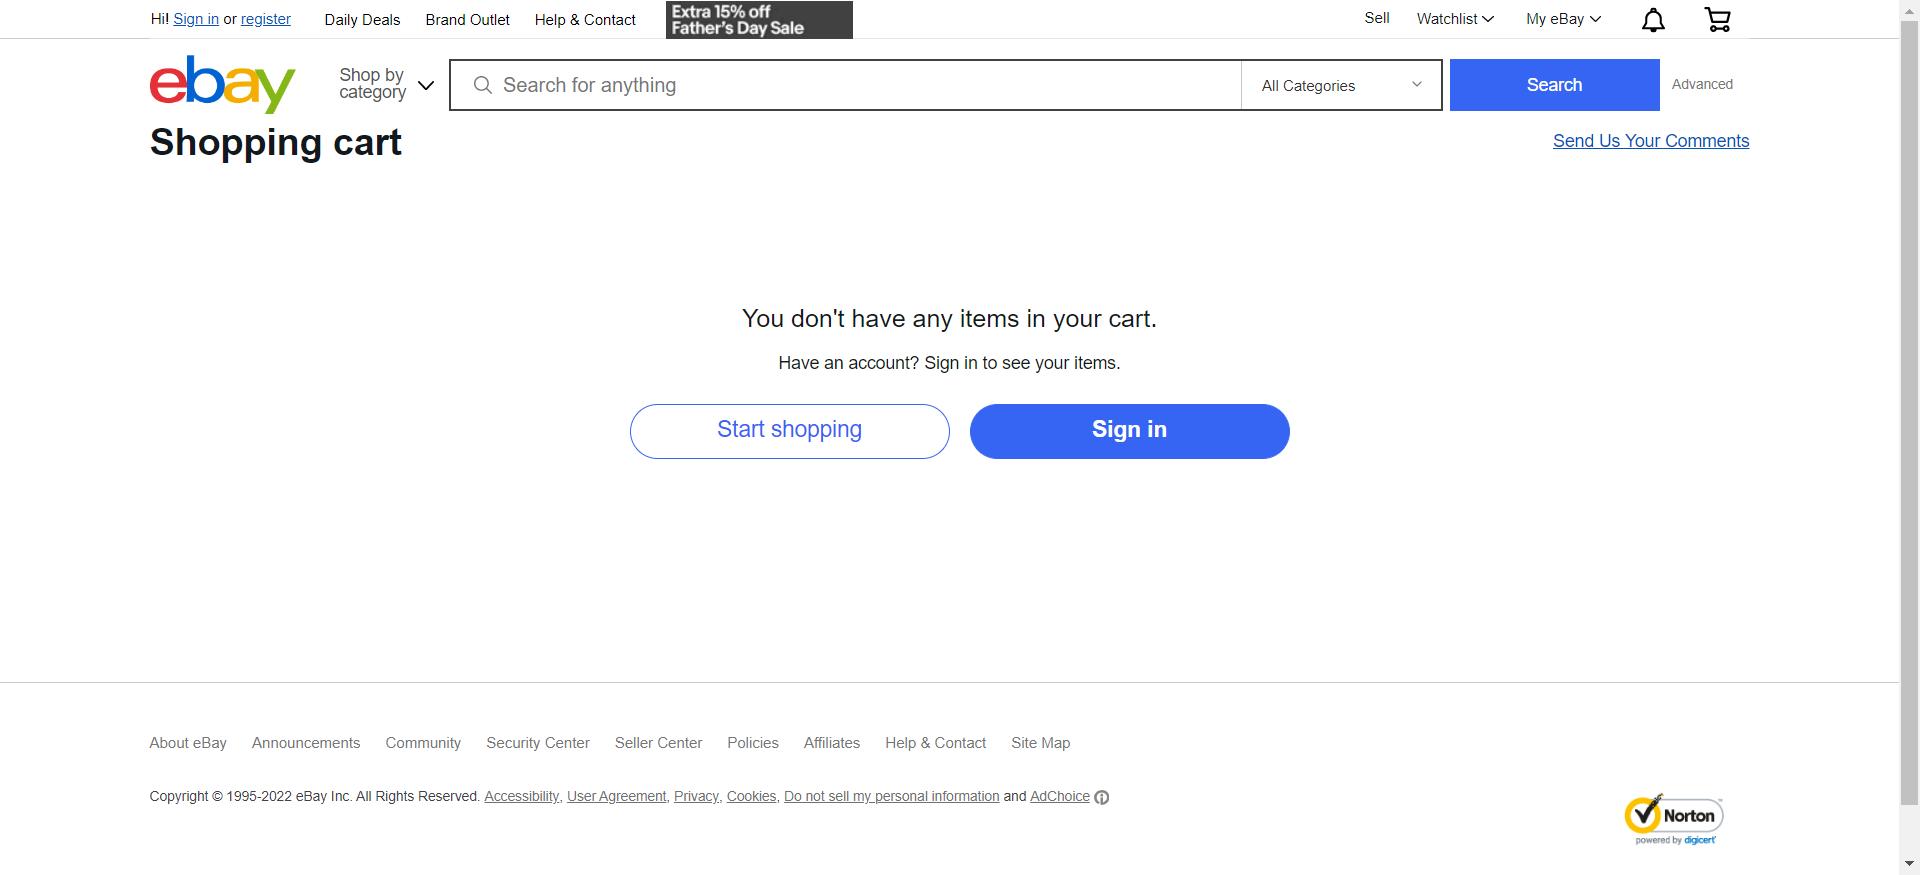 Hi! Sign in or register Daily Deals Brand Outlet Help & Contact Extra 15% off Father's Day Sale Sell Watchlist My eBay
ebay Shop by category Search for anything All Categories Search Advanced
Shopping cart Send Us Your Comments
You don't have any items in your cart.
Have an account? Sign in to see your items.
Start shopping Sign in
About eBay Announcements Community Security Center Seller Center Policies Affiliates Help & Contact Site Map
Copyright © 1995-2022 eBay Inc. All Rights Reserved. Accessibility, User Agreement, Privacy, Cookies, Do not sell my personal information and AdChoice
Norton
powered by digicert